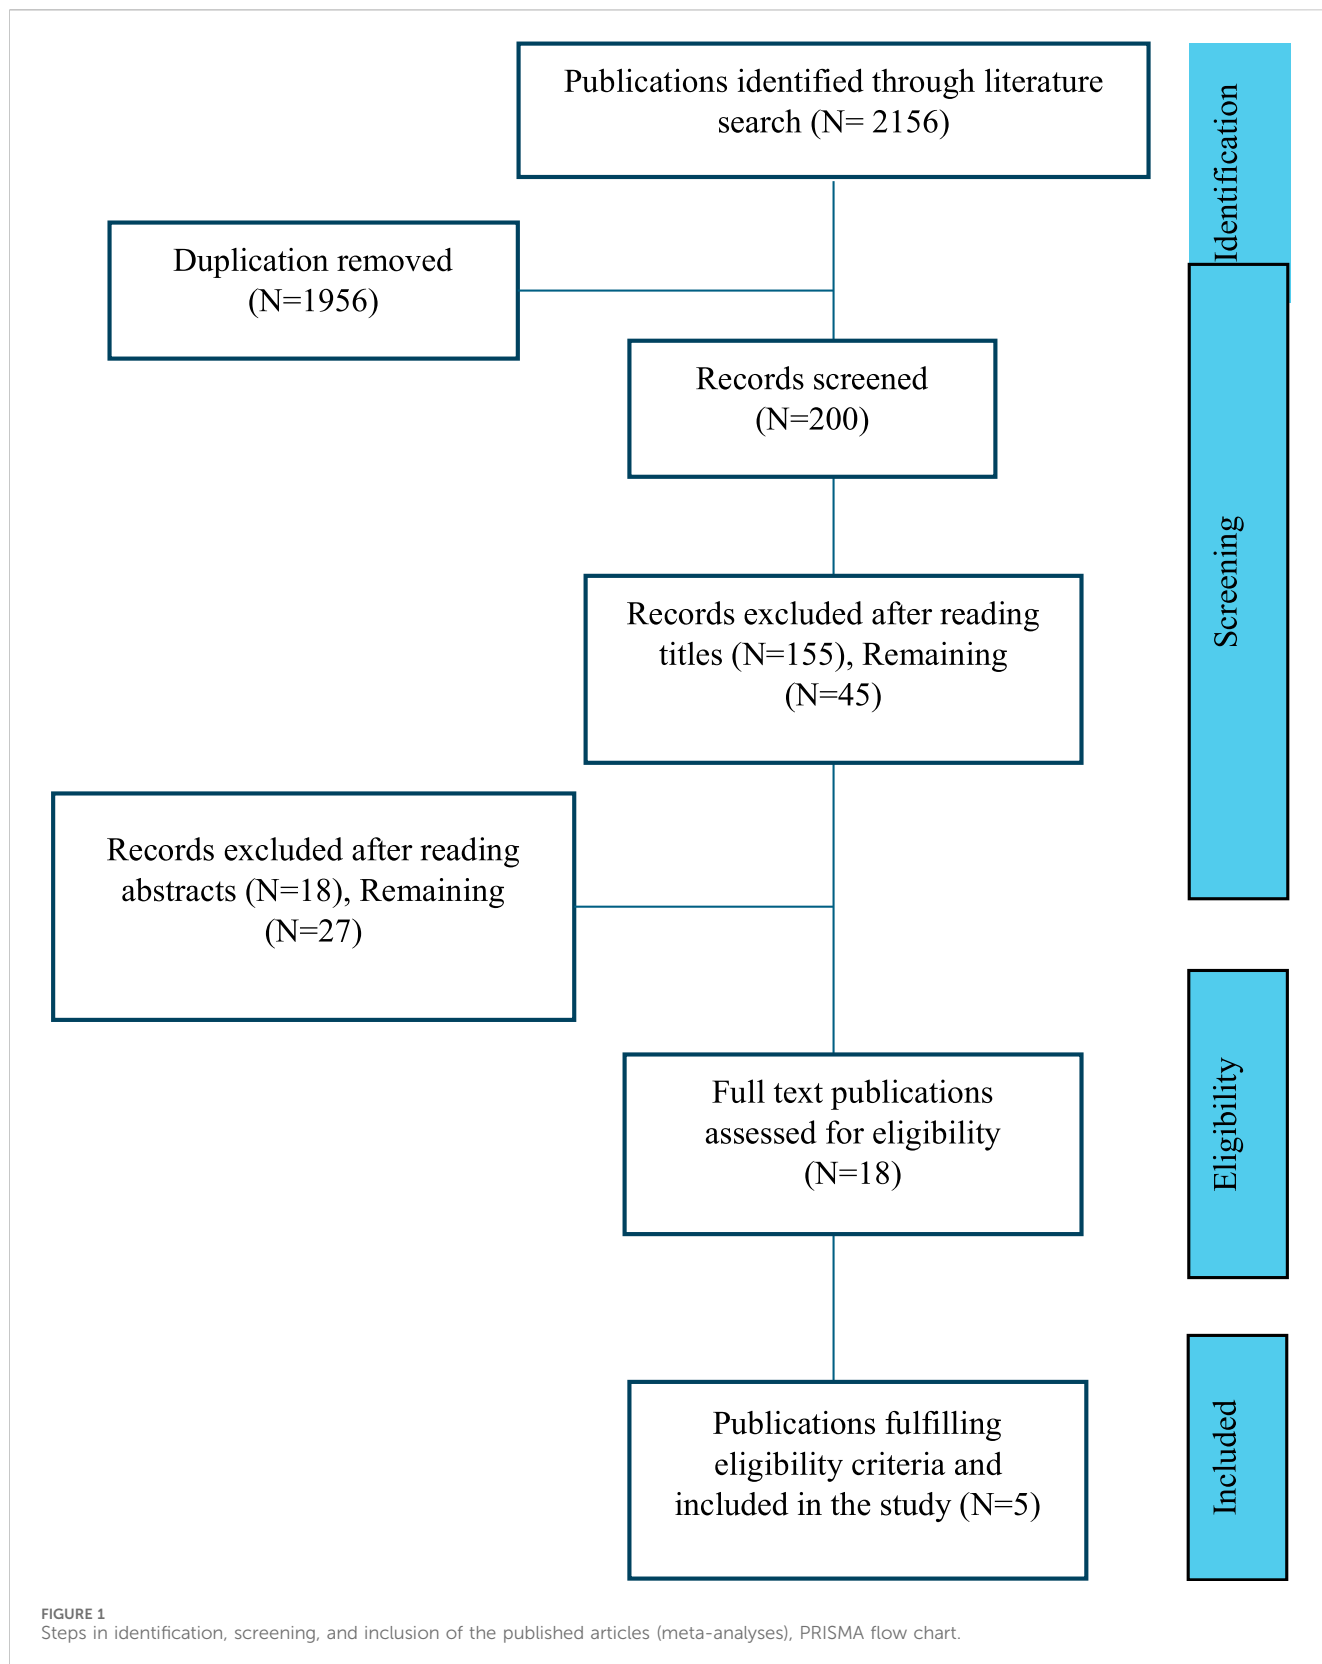 Publications identified through literature
search (N= 2156)
Identification
Duplication removed
(N=1956)
Records screened
(N=200)
Screening
Records excluded after reading
titles (N=155), Remaining
(N=45)
Records excluded after reading
abstracts (N=18), Remaining
(N=27)
Full text publications
assessed for eligibility
(N=18)
Eligibility
Publications fulfilling
eligibility criteria and
included in the study (N=5)
Included
FIGURE 1
Steps in identification, screening, and inclusion of the published articles (meta-analyses), PRISMA flow chart.